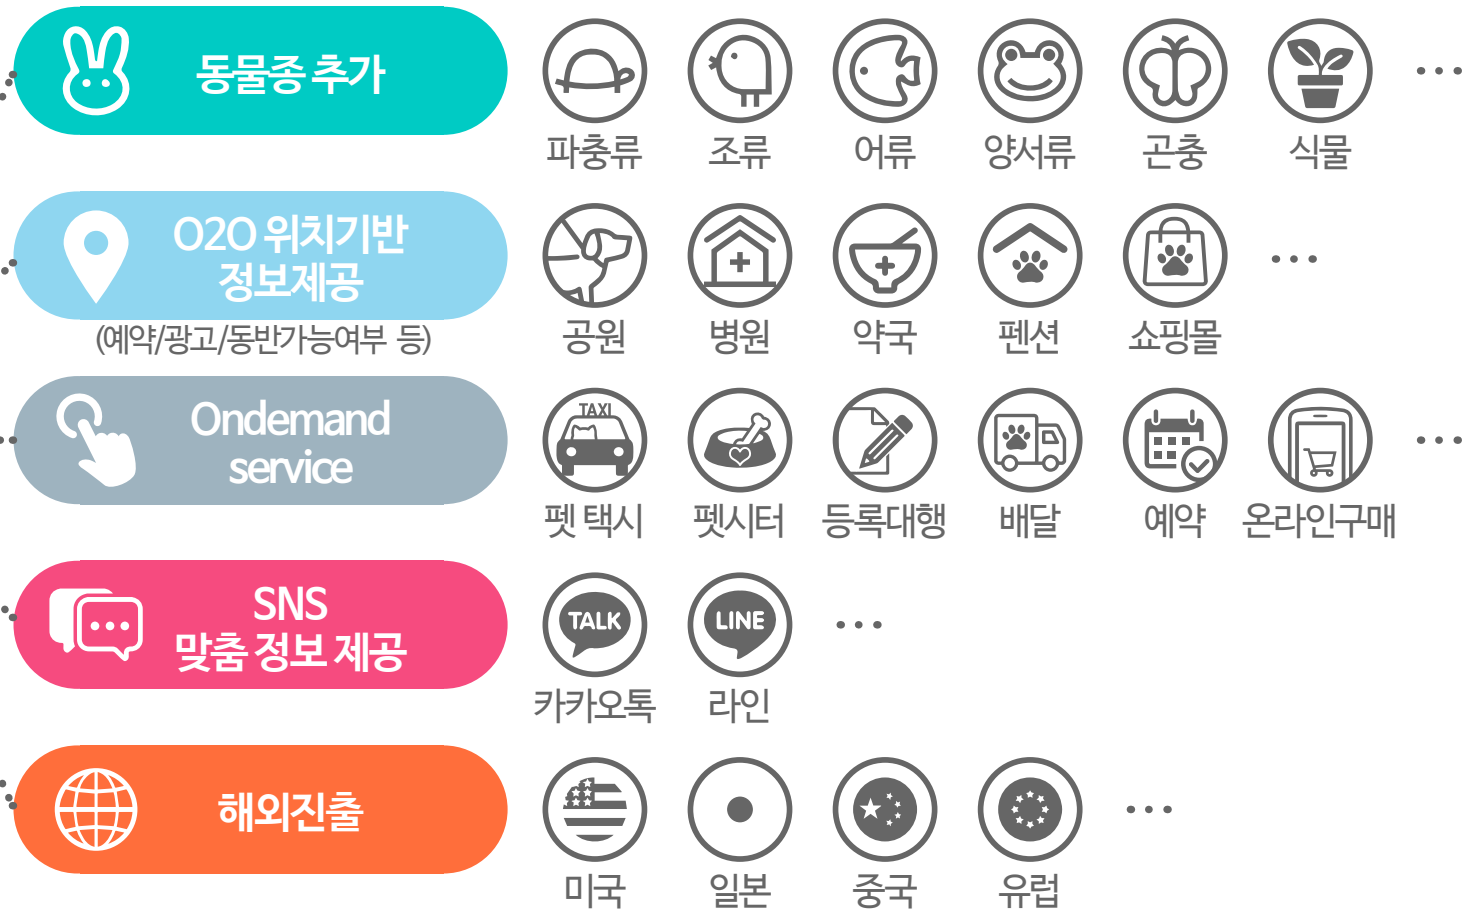 동물종 추가
파충류 조류 어류 양서류 곤충 식물
O2O 위치기반
정보제공
(예약/광고/동반가능여부 등)
공원 병원 약국 펜션 쇼핑몰
Ondemand
service
TAXI
펫 택시 펫시터 등록대행 배달 예약 온라인구매
SNS
맞춤 정보 제공
TALK LINE
카카오톡 라인
해외진출
미국 일본 중국 유럽